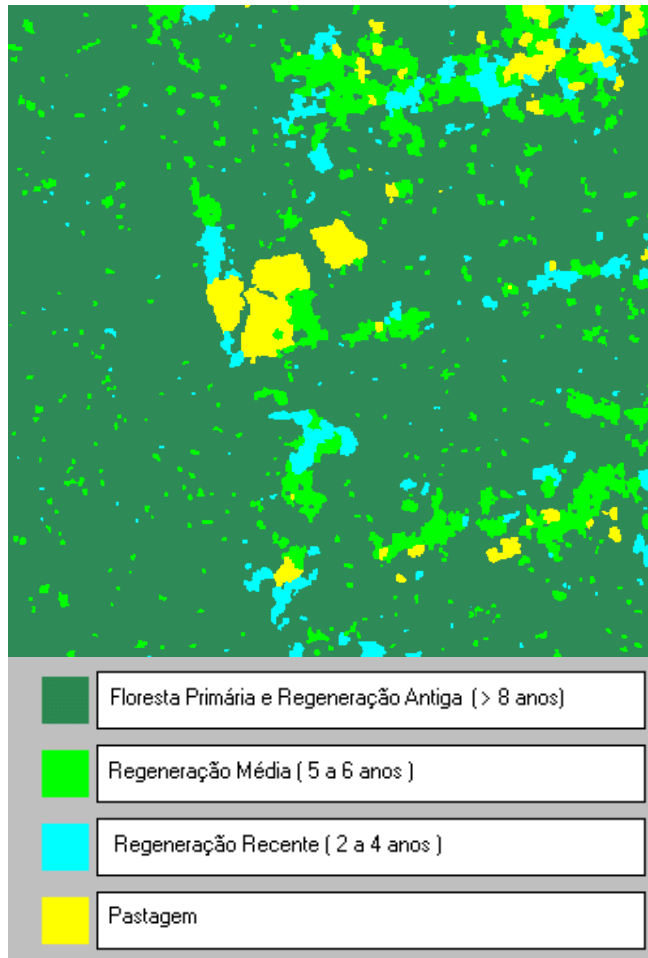 Floresta Primária e Regeneração Antiga (> 8 anos)
Regeneração Média ( 5 a 6 anos )
Regeneração Recente ( 2 a 4 anos )
Pastagem